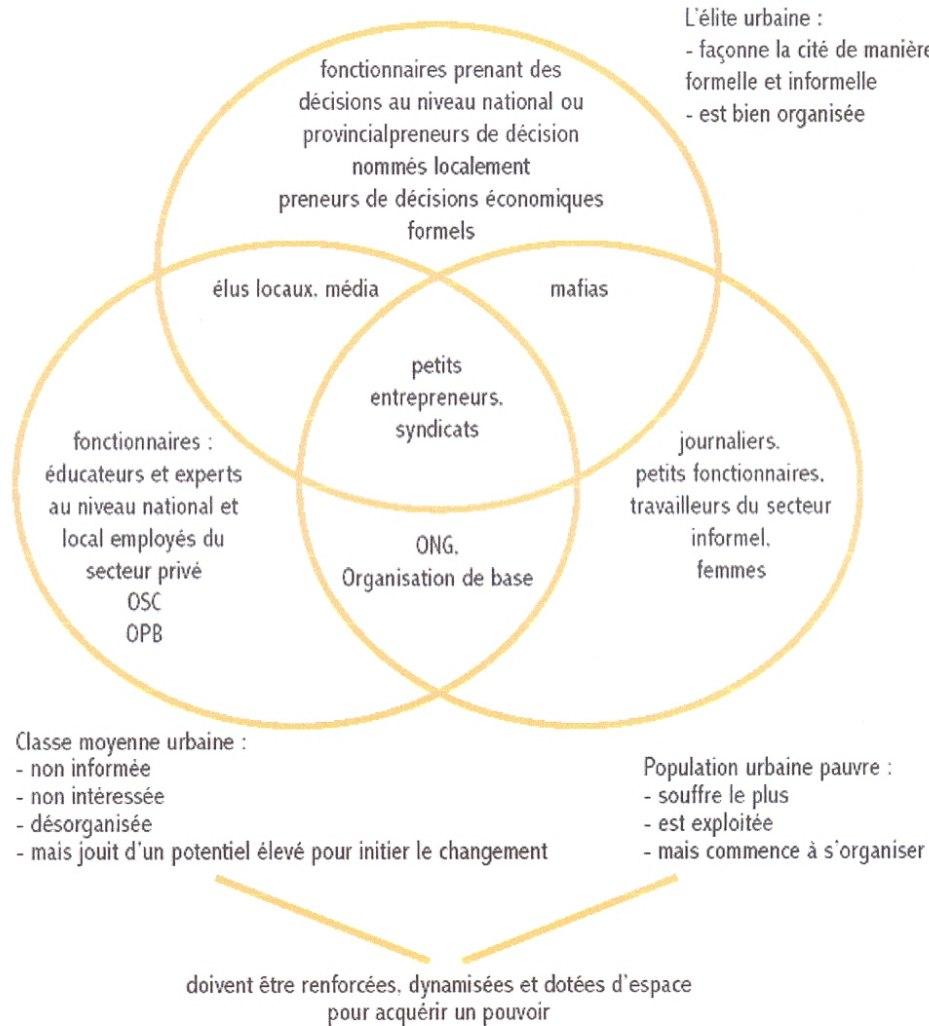 L'élite urbaine :
- façonne la cité de manière
formelle et informelle
- est bien organisée
fonctionnaires prenant des
décisions au niveau national ou
provincialpreneurs de décision
nommés localement
preneurs de décisions économiques
formels
élus locaux, média
mafias
petits
entrepreneurs,
syndicats
fonctionnaires :
éducateurs et experts
au niveau national et
local employés du
secteur privé
OSC
OPB
journaliers,
petits fonctionnaires,
travailleurs du secteur
informel,
femmes
ONG,
Organisation de base
Classe moyenne urbaine :
- non informée
- non intéressée
- désorganisée
- mais jouit d'un potentiel élevé pour initier le changement
Population urbaine pauvre :
- souffre le plus
- est exploitée
- mais commence à s'organiser
doivent être renforcées, dynamisées et dotées d'espace
pour acquérir un pouvoir